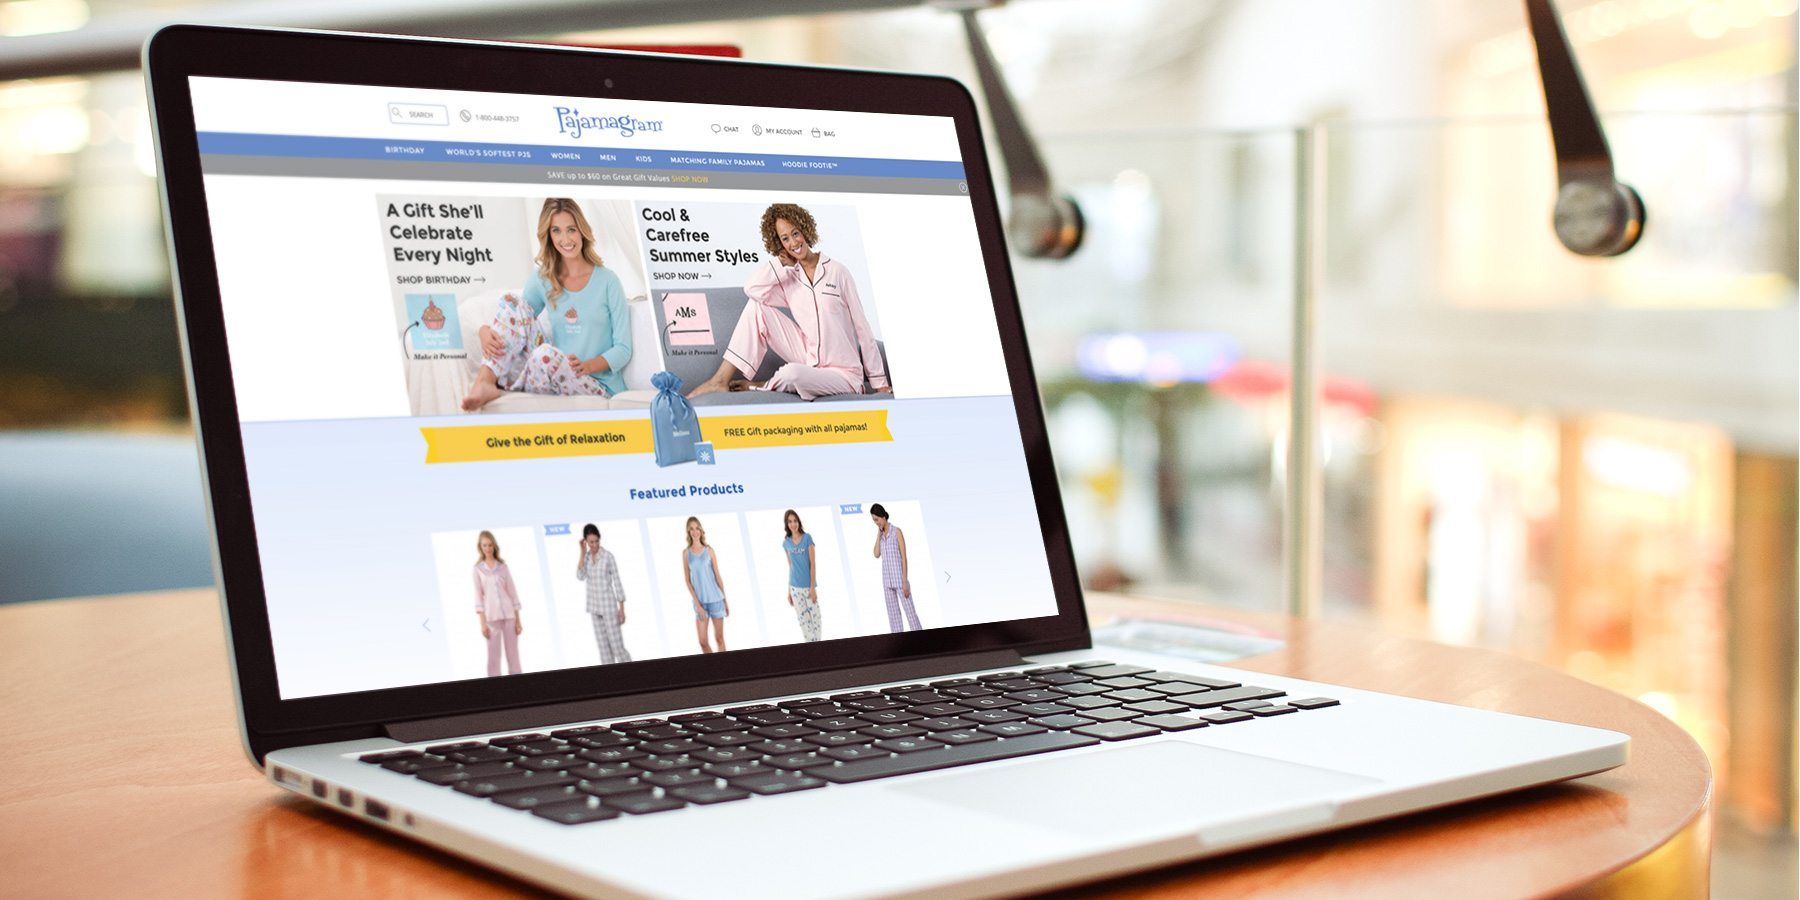 SEARCH
1-800-448-3757
Pajamagram
CHAT
MY ACCOUNT
BAG
BIRTHDAY
WORLD'S SOFTEST PJS
WOMEN
MEN
KIDS
MATCHING FAMILY PAJAMAS
HOODIE FOOTIE™
SAVE up to $60 on Great Gift Values SHOP NOW
A Gift She'll
Celebrate
Every Night
SHOP BIRTHDAY
Make it Personal
Cool &
Carefree
Summer Styles
SHOP NOW
AMS
Make it Personal
Give the Gift of Relaxation
FREE Gift packaging with all pajamas!
Featured Products
NEW
DREAM
NEW